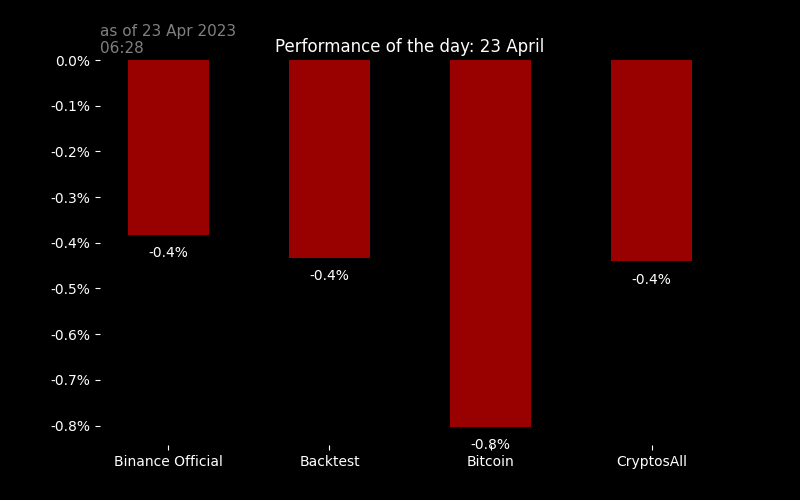 as of 23 Apr 2023
06:28
Performance of the day: 23 April
0.0%
-0.1%
-0.2%
-0.3%
-0.4%
-0.5%
-0.6%
-0.7%
-0.8%
-0.4%
-0.4%
-0.8%
-0.4%
Binance Official
Backtest
Bitcoin
CryptosAll